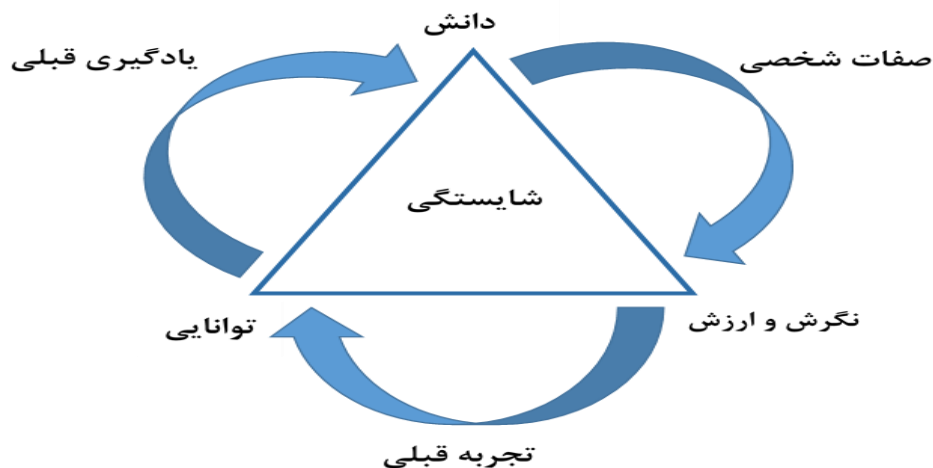 دانش
صفات شخصی
یادگیری قبلی
شایستگی
نگرش و ارزش
توانایی
تجربه قبلی